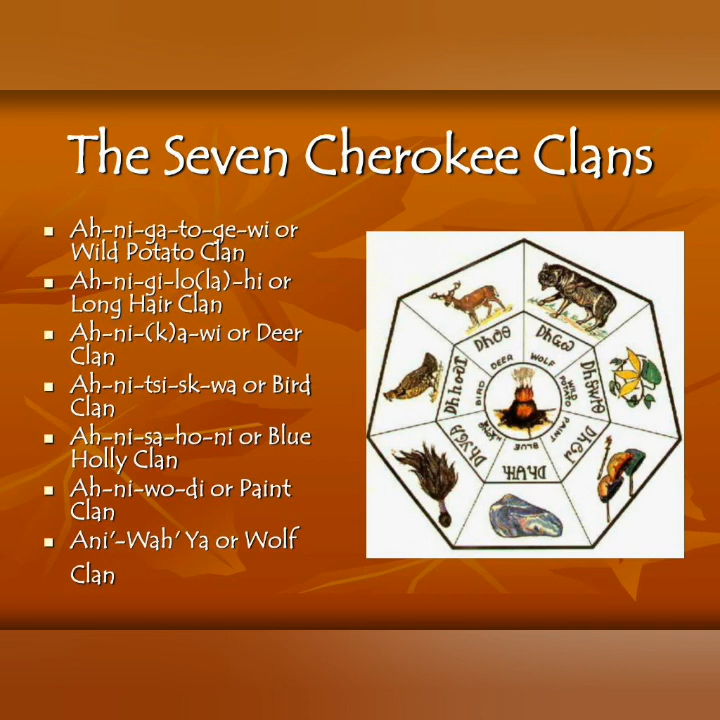 The Seven Cherokee Clans
Ah-ni-ga-to-ge-wi or
Wild Potato Clan
Ah-ni-gi-lo(la)-hi or
Long Hair Clan
Ah-ni-(k)a-wi or Deer
Clan
Ah-ni-tsi-sk-wa or Bird
Clan
Ah-ni-sa-ho-ni or Blue
Holly Clan
Ah-ni-wo-di or Paint
Clan
Ani'-Wah' Ya or Wolf
Clan
DEER
WOLF
WILD
POTATO
PAINT
BLUE
BIRD